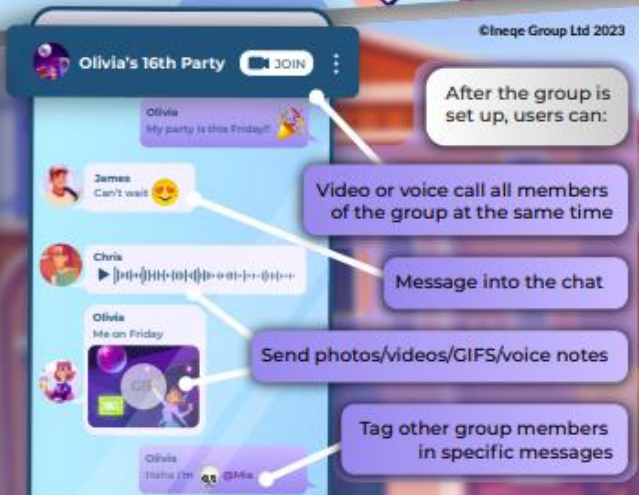 ©Ineqe Group Ltd 2023
Olivia's 16th Party
JOIN
After the group is
set up, users can:
Olivia
My party is this Friday!!
Video or voice call all members
of the group at the same time
James
Can't wait
Message into the chat
Chris
Olivia
Me on Friday
GIF
Send photos/videos/GIFS/voice notes
Tag other group members
in specific messages
Olivia
Haha I'm @Mia